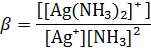 β = [[Ag(NH₃)₂]⁺] / [Ag⁺][NH₃]²